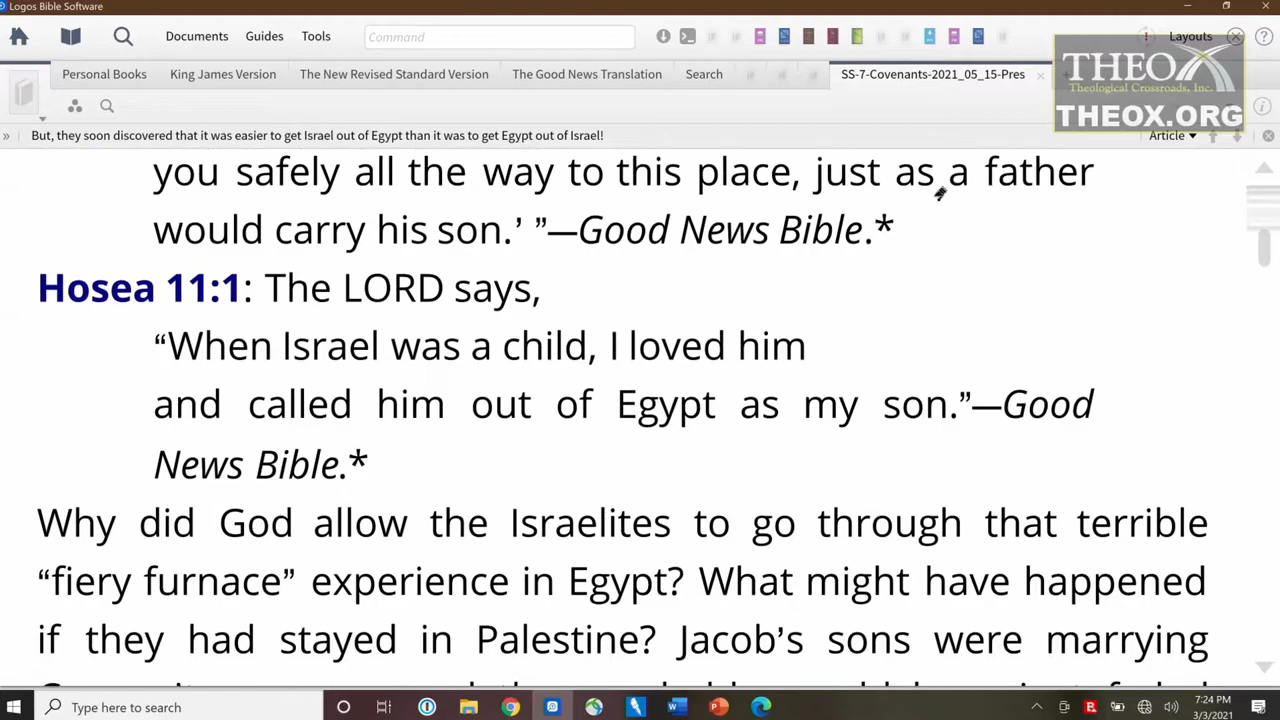 Logos Bible Software
Documents Guides Tools Command Layouts
THEOX
Theological Crossroads, Inc.
THEOX.ORG
Personal Books King James Version The New Revised Standard Version The Good News Translation Search SS-7-Covenants-2021_05_15-Pres
But, they soon discovered that it was easier to get Israel out of Egypt than it was to get Egypt out of Israel! Article
you safely all the way to this place, just as a father
would carry his son.’ ”—Good News Bible.*
Hosea 11:1: The LORD says,
“When Israel was a child, I loved him
and called him out of Egypt as my son.”—Good
News Bible.*
Why did God allow the Israelites to go through that terrible
“fiery furnace” experience in Egypt? What might have happened
if they had stayed in Palestine? Jacob’s sons were marrying
Type here to search
7:24 PM
3/3/2021